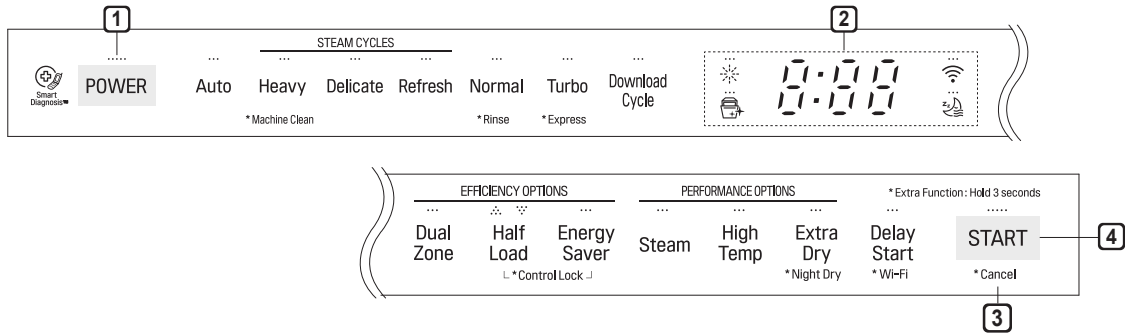 1
2
STEAM CYCLES
Smart
Diagnosis
POWER
Auto
Heavy
Delicate
Refresh
Normal
Turbo
Download
Cycle
* Machine Clean
* Rinse
* Express
8:88
z z
EFFICIENCY OPTIONS
PERFORMANCE OPTIONS
* Extra Function : Hold 3 seconds
Dual
Zone
Half
Load
Energy
Saver
Steam
High
Temp
Extra
Dry
Delay
Start
START
4
* Control Lock
* Night Dry
* Wi-Fi
* Cancel
3